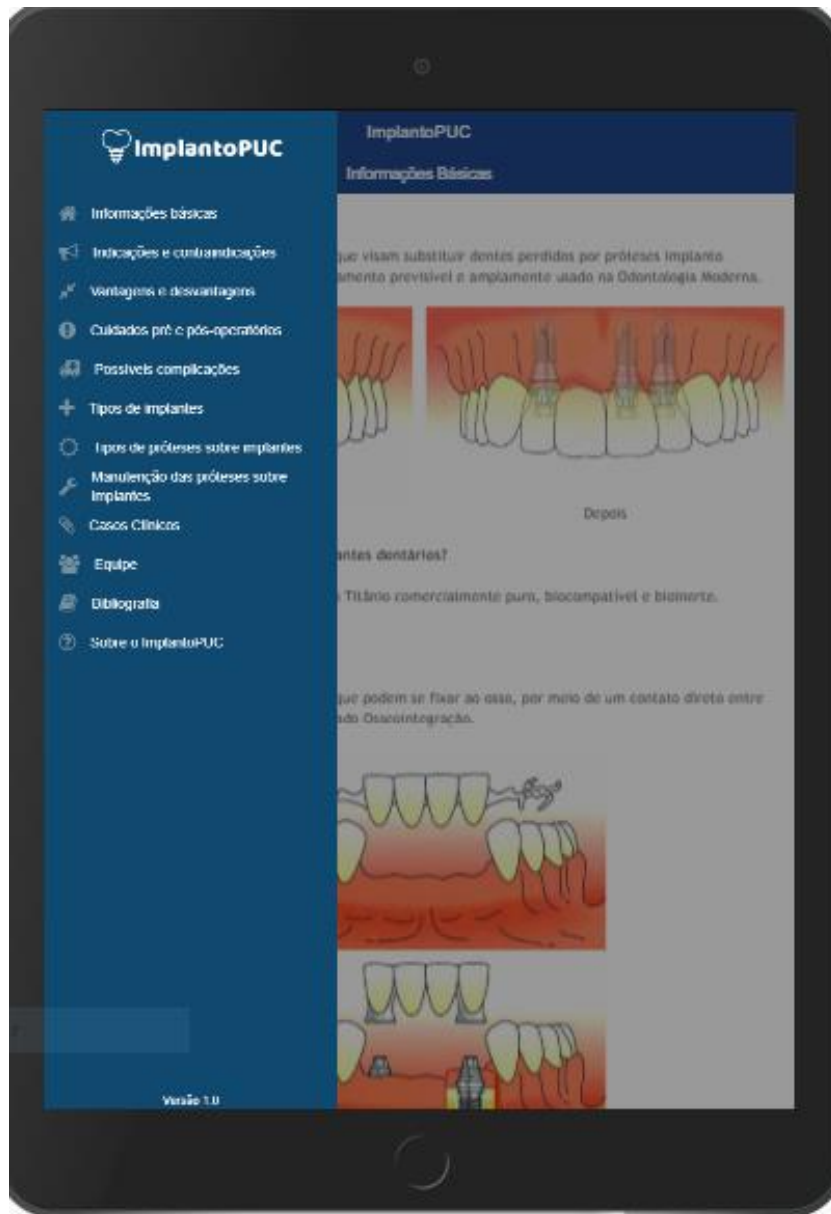 ImplantoPUC
Informações básicas
Indicações e contraindicações
Vantagens e desvantagens
Cuidados pré e pós-operatórios
Possíveis complicações
Tipos de implantes
Tipos de próteses sobre implantes
Manutenção das próteses sobre
implantes
Casos Clínicos
Equipe
Bibliografia
Sobre o ImplantoPUC
Versão 1.0
ImplantoPUC
Informações Básicas
que visam substituir dentes perdidos por próteses implanto
amento previsível e amplamente usado na Odontologia Moderna.
Depois
antes dentários?
Titânio comercialmente puro, biocompatível e bioinerte.
que podem se fixar ao osso, por meio de um contato direto entre
ado Osseointegração.